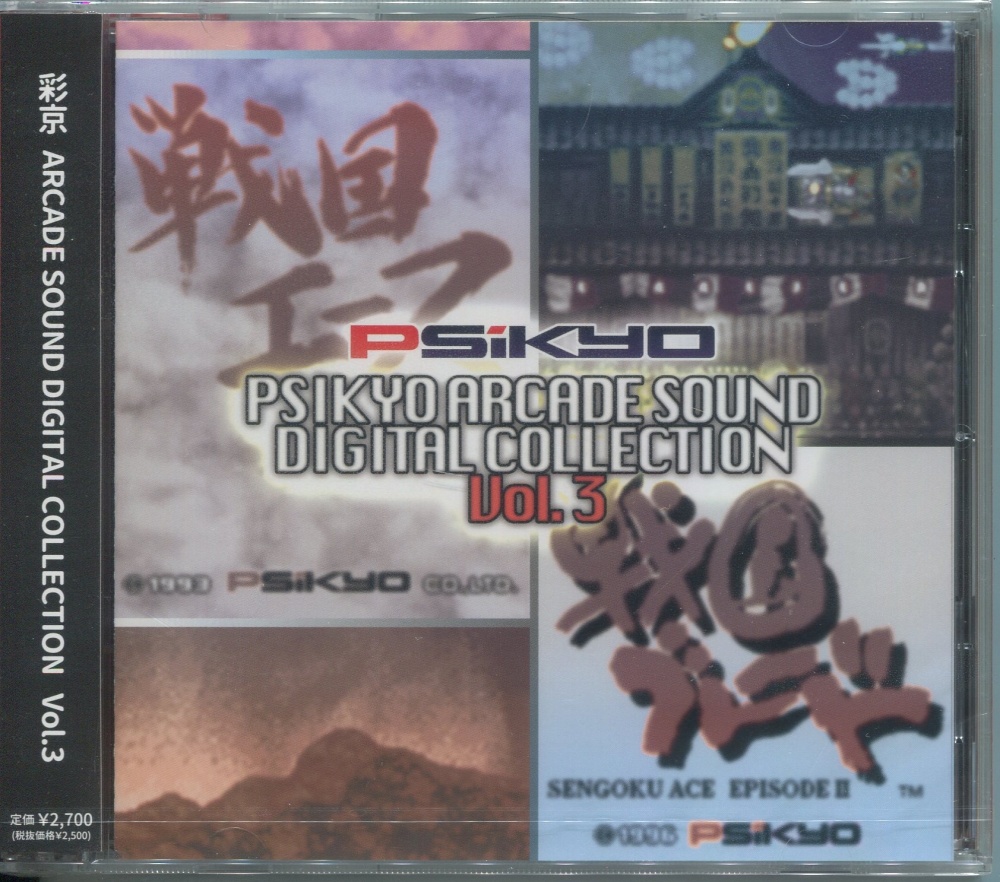 彩京 ARCADE SOUND DIGITAL COLLECTION Vol.3
定価 ¥2,700
(税抜価格¥2,500)
戦国
エース
PSiKYO
PSIKYO ARCADE SOUND
DIGITAL COLLECTION
Vol.3
© 1993 PSiKYO CO.,LTD.
戦国
ブレード
SENGOKU ACE EPISODE II TM
© 1996 PSiKYO